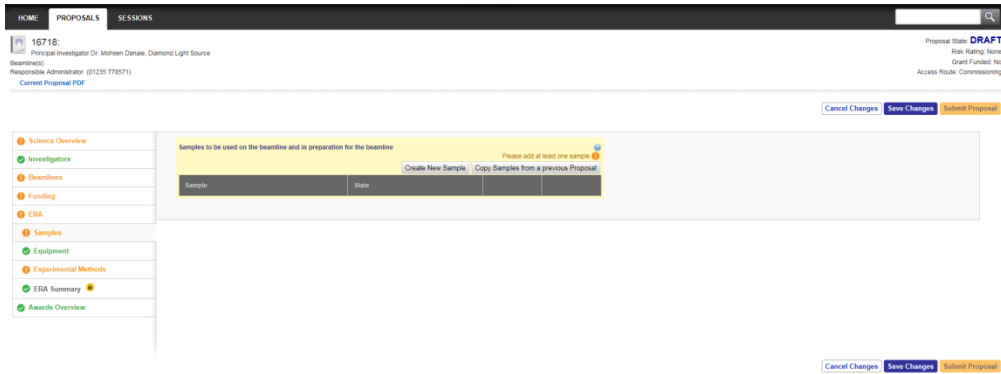 HOME PROPOSALS SESSIONS
16718:
Principal Investigator Dr. Mohsen Danaie, Diamond Light Source
Beamline(s)
Responsible Administrator (01235 778571)
Current Proposal PDF
Proposal State: DRAFT
Risk Rating: None
Grant Funded: No
Access Route: Commissioning
Cancel Changes Save Changes Submit Proposal
Science Overview
Investigators
Beamlines
Funding
ERA
Samples
Equipment
Experimental Methods
ERA Summary
Awards Overview
Samples to be used on the beamline and in preparation for the beamline
Please add at least one sample
Create New Sample Copy Samples from a previous Proposal
Sample State
Cancel Changes Save Changes Submit Proposal